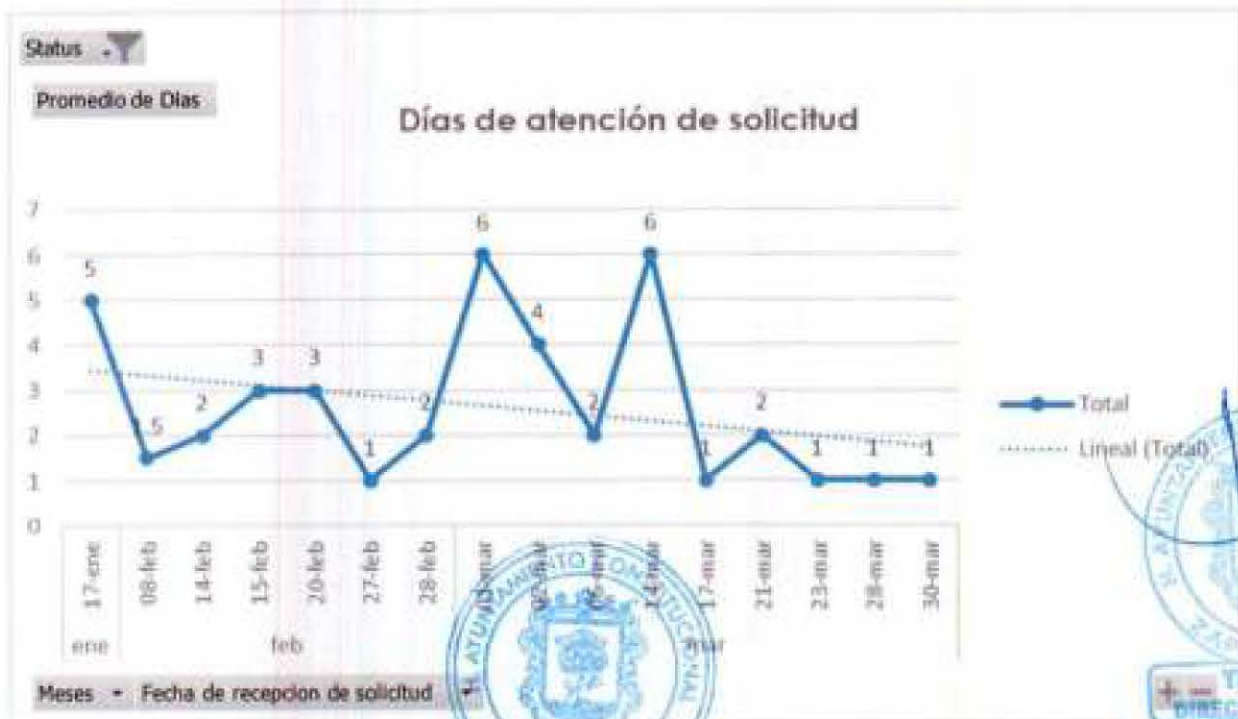 Status
Promedio de Dias
Días de atención de solicitud
7
6
5
4
3
2
1
0
5
1.5
2
3
3
1
2
6
4
2
6
1
2
1
1
1
Total
Lineal (Total)
17-ene
08-feb
14-feb
15-feb
20-feb
27-feb
28-feb
14-mar
17-mar
21-mar
23-mar
28-mar
30-mar
ene
feb
mar
Meses
Fecha de recepcion de solicitud
H. AYUNTAMIENTO CONSTITUCIONAL
H. AYUNTAMIENTO